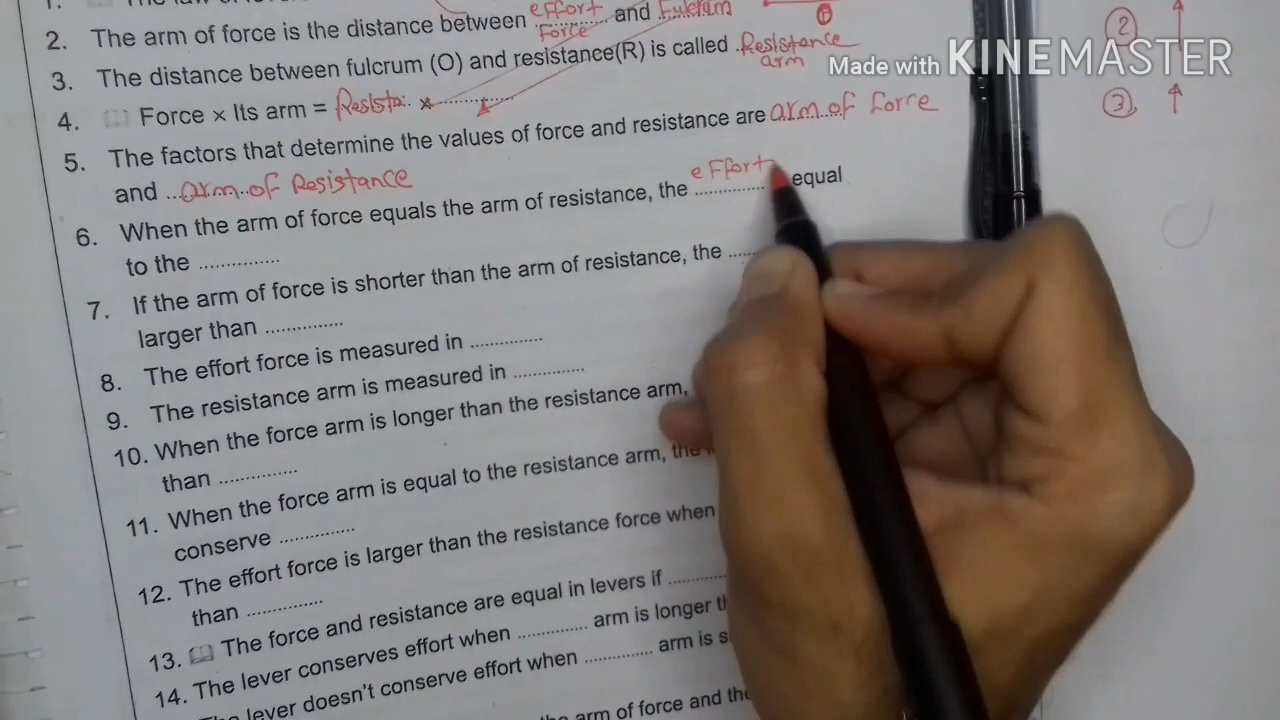 2. The arm of force is the distance between effort Force and Fulcrum
3. The distance between fulcrum (O) and resistance(R) is called Resistance arm
4. Force × Its arm = Resista. × ..............
5. The factors that determine the values of force and resistance are arm of Force
and arm of Resistance
6. When the arm of force equals the arm of resistance, the effort equal
to the ..............
7. If the arm of force is shorter than the arm of resistance, the .....
larger than ..............
8. The effort force is measured in ..............
9. The resistance arm is measured in ..............
10. When the force arm is longer than the resistance arm,
than ..............
11. When the force arm is equal to the resistance arm, the
conserve ..............
12. The effort force is larger than the resistance force when
than ..............
13. The force and resistance are equal in levers if ...........
14. The lever conserves effort when .............. arm is longer
lever doesn't conserve effort when .............. arm is
arm of force and the
Made with KINEMASTER
2
3